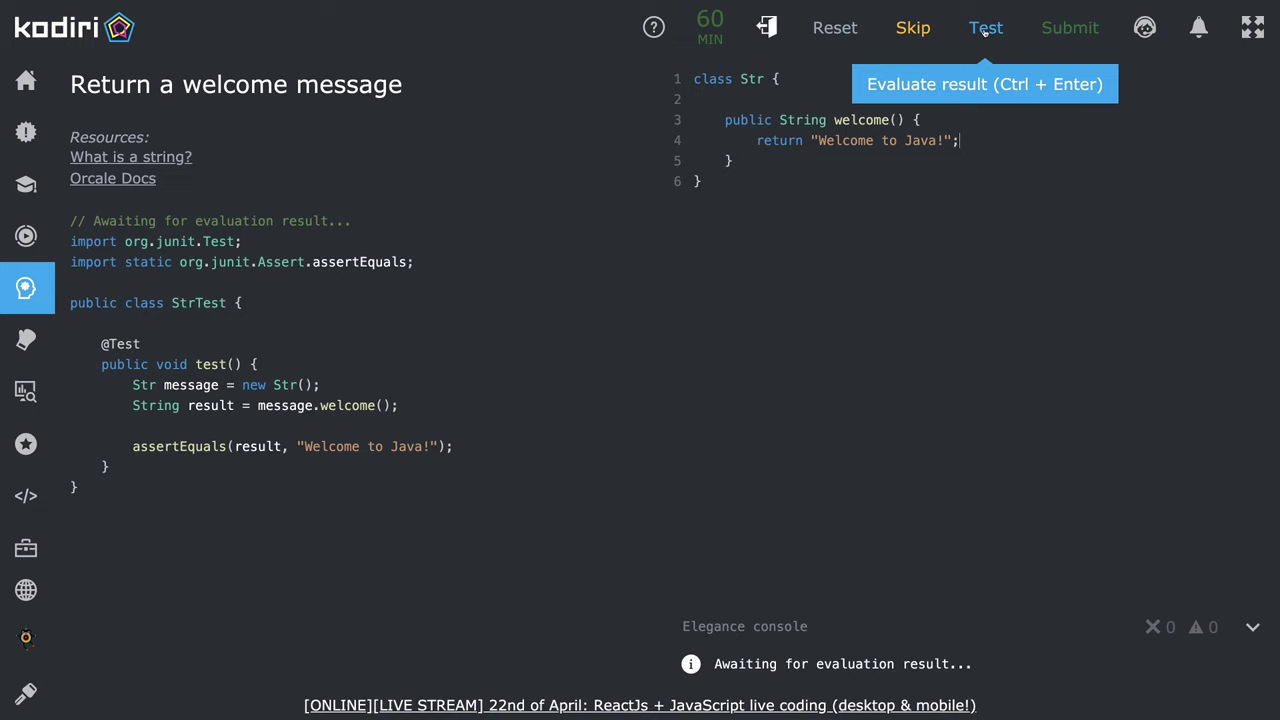 kodiri
60
MIN
Reset
Skip
Test
Submit
Evaluate result (Ctrl + Enter)
Return a welcome message
Resources:
What is a string?
Orcale Docs
// Awaiting for evaluation result...
import org.junit.Test;
import static org.junit.Assert.assertEquals;
public class StrTest {
@Test
public void test() {
Str message = new Str();
String result = message.welcome();
assertEquals(result, "Welcome to Java!");
}
}
1 class Str {
2
3 public String welcome() {
4 return "Welcome to Java!";
5 }
6 }
Elegance console
0
0
Awaiting for evaluation result...
[ONLINE][LIVE STREAM] 22nd of April: ReactJs + JavaScript live coding (desktop & mobile!)